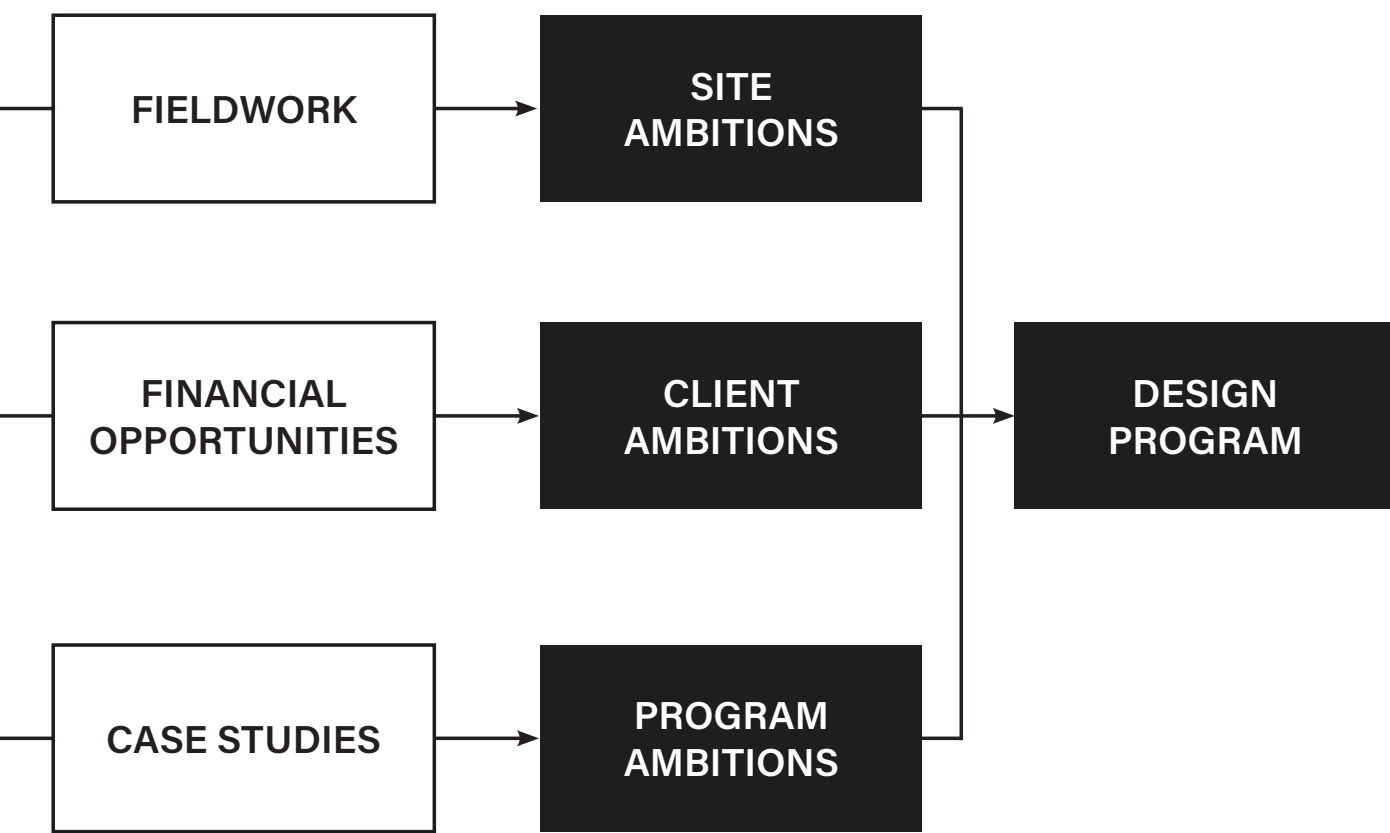 FIELDWORK
SITE
AMBITIONS
FINANCIAL
OPPORTUNITIES
CLIENT
AMBITIONS
DESIGN
PROGRAM
CASE STUDIES
PROGRAM
AMBITIONS